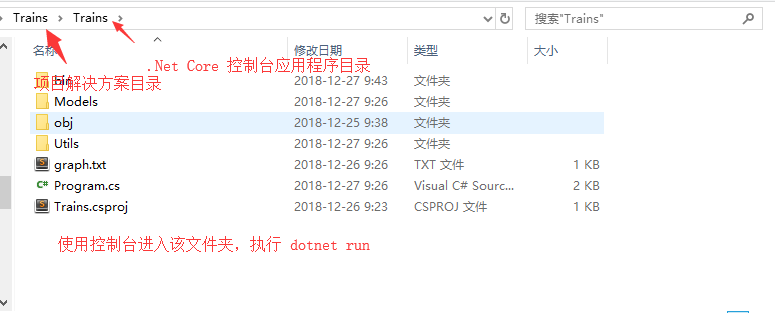 Trains > Trains >
搜索"Trains"
名称 修改日期 类型 大小
.Net Core 控制台应用程序目录
bin 2018-12-27 9:43 文件夹
项目解决方案目录
Models 2018-12-27 9:26 文件夹
obj 2018-12-25 9:38 文件夹
Utils 2018-12-27 9:26 文件夹
graph.txt 2018-12-26 9:26 TXT 文件 1 KB
Program.cs 2018-12-27 9:26 Visual C# Sourc... 2 KB
Trains.csproj 2018-12-26 9:23 CSPROJ 文件 1 KB
使用控制台进入该文件夹，执行 dotnet run